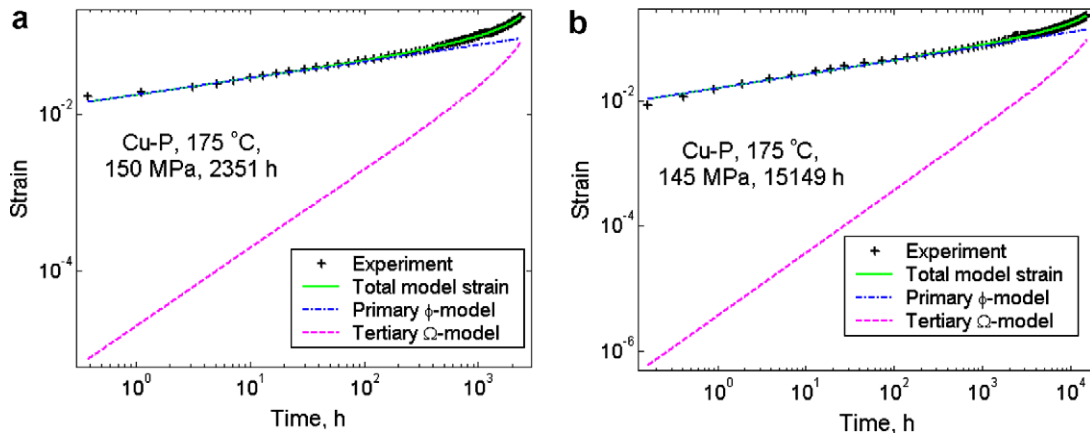 a
Strain
10^-2
10^-4
Cu-P, 175 °C,
150 MPa, 2351 h
+ Experiment
Total model strain
Primary ϕ-model
Tertiary Ω-model
10^0 10^1 10^2 10^3
Time, h
b
Strain
10^-2
10^-4
10^-6
Cu-P, 175 °C,
145 MPa, 15149 h
+ Experiment
Total model strain
Primary ϕ-model
Tertiary Ω-model
10^0 10^1 10^2 10^3 10^4
Time, h